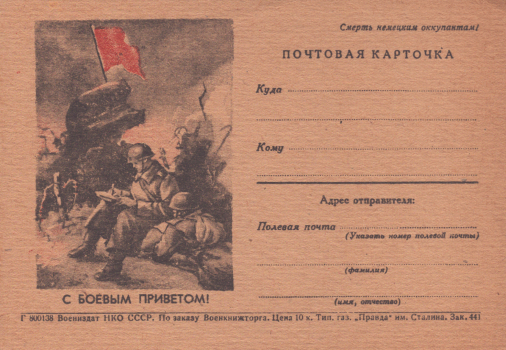 Смерть немецким оккупантам!
ПОЧТОВАЯ КАРТОЧКА
Куда
Кому
Адрес отправителя:
Полевая почта
(Указать номер полевой почты)
(фамилия)
(имя, отчество)
С БОЕВЫМ ПРИВЕТОМ!
Г 800138 Воениздат НКО СССР. По заказу Военкнижторга. Цена 10 к. Тип. газ. „Правда" им. Сталина. Зак. 441